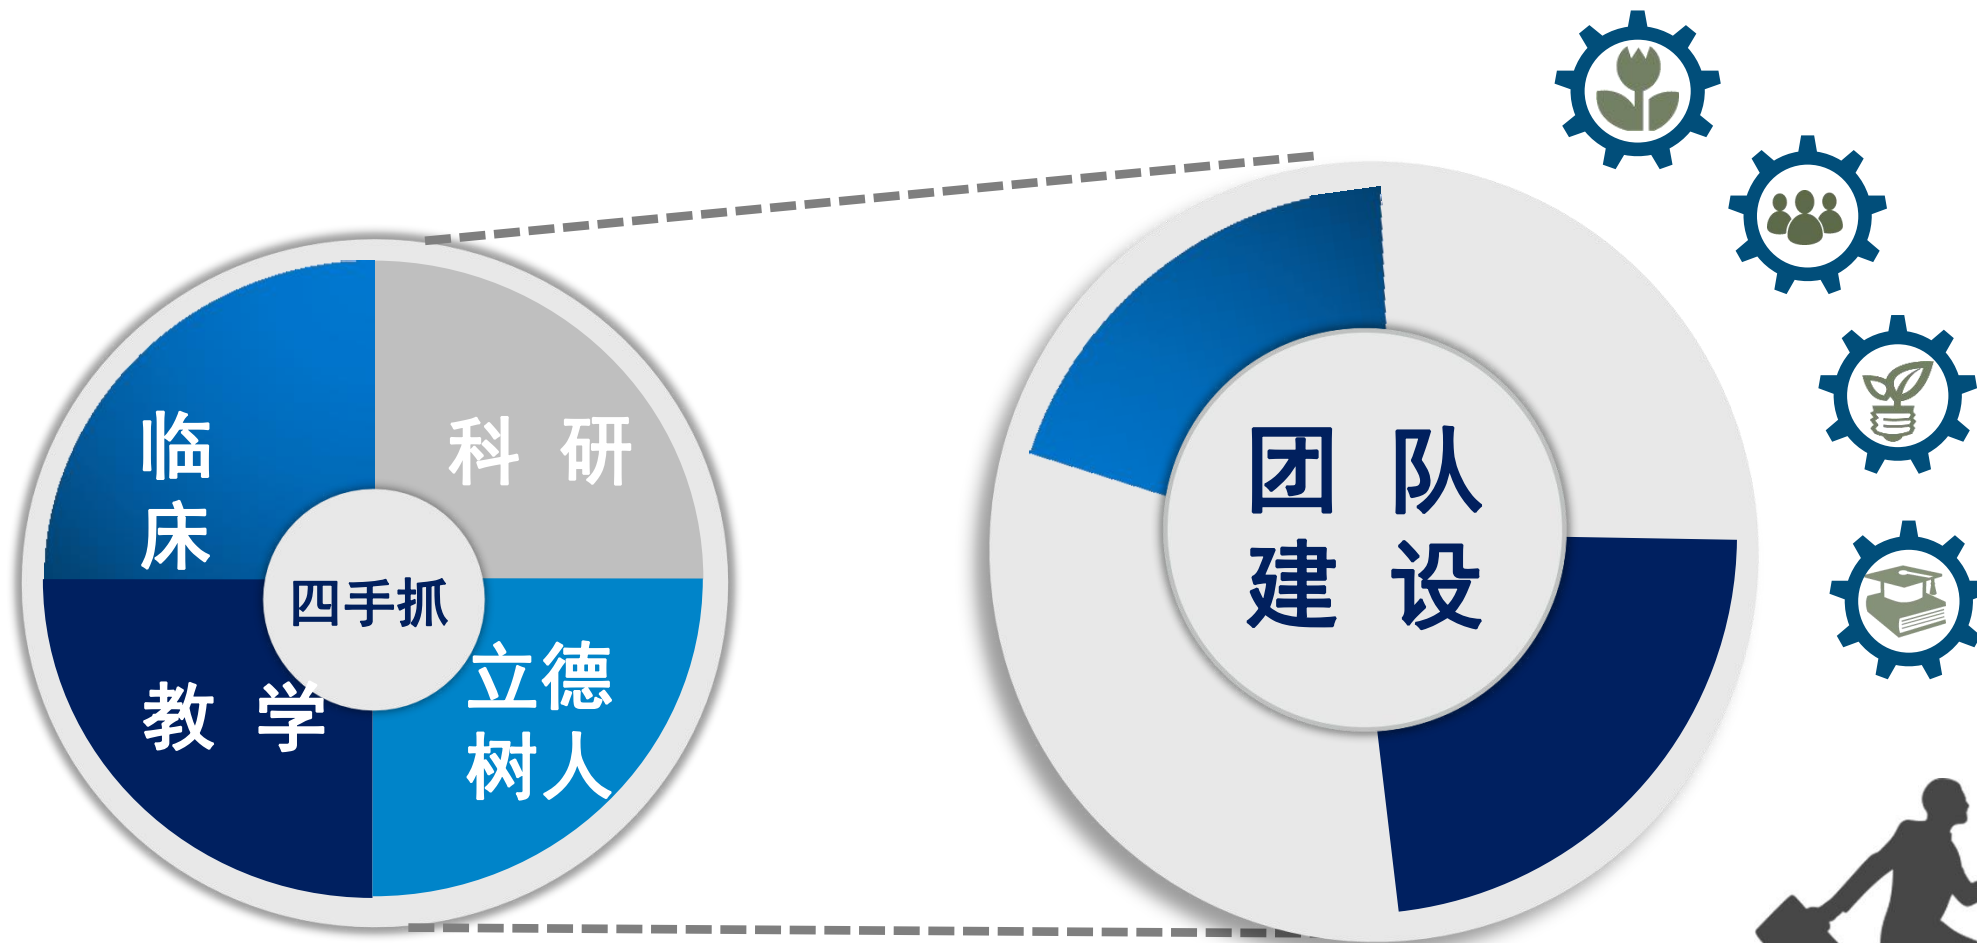 临
床
科 研
四手抓
教 学
立德
树人
团 队
建 设